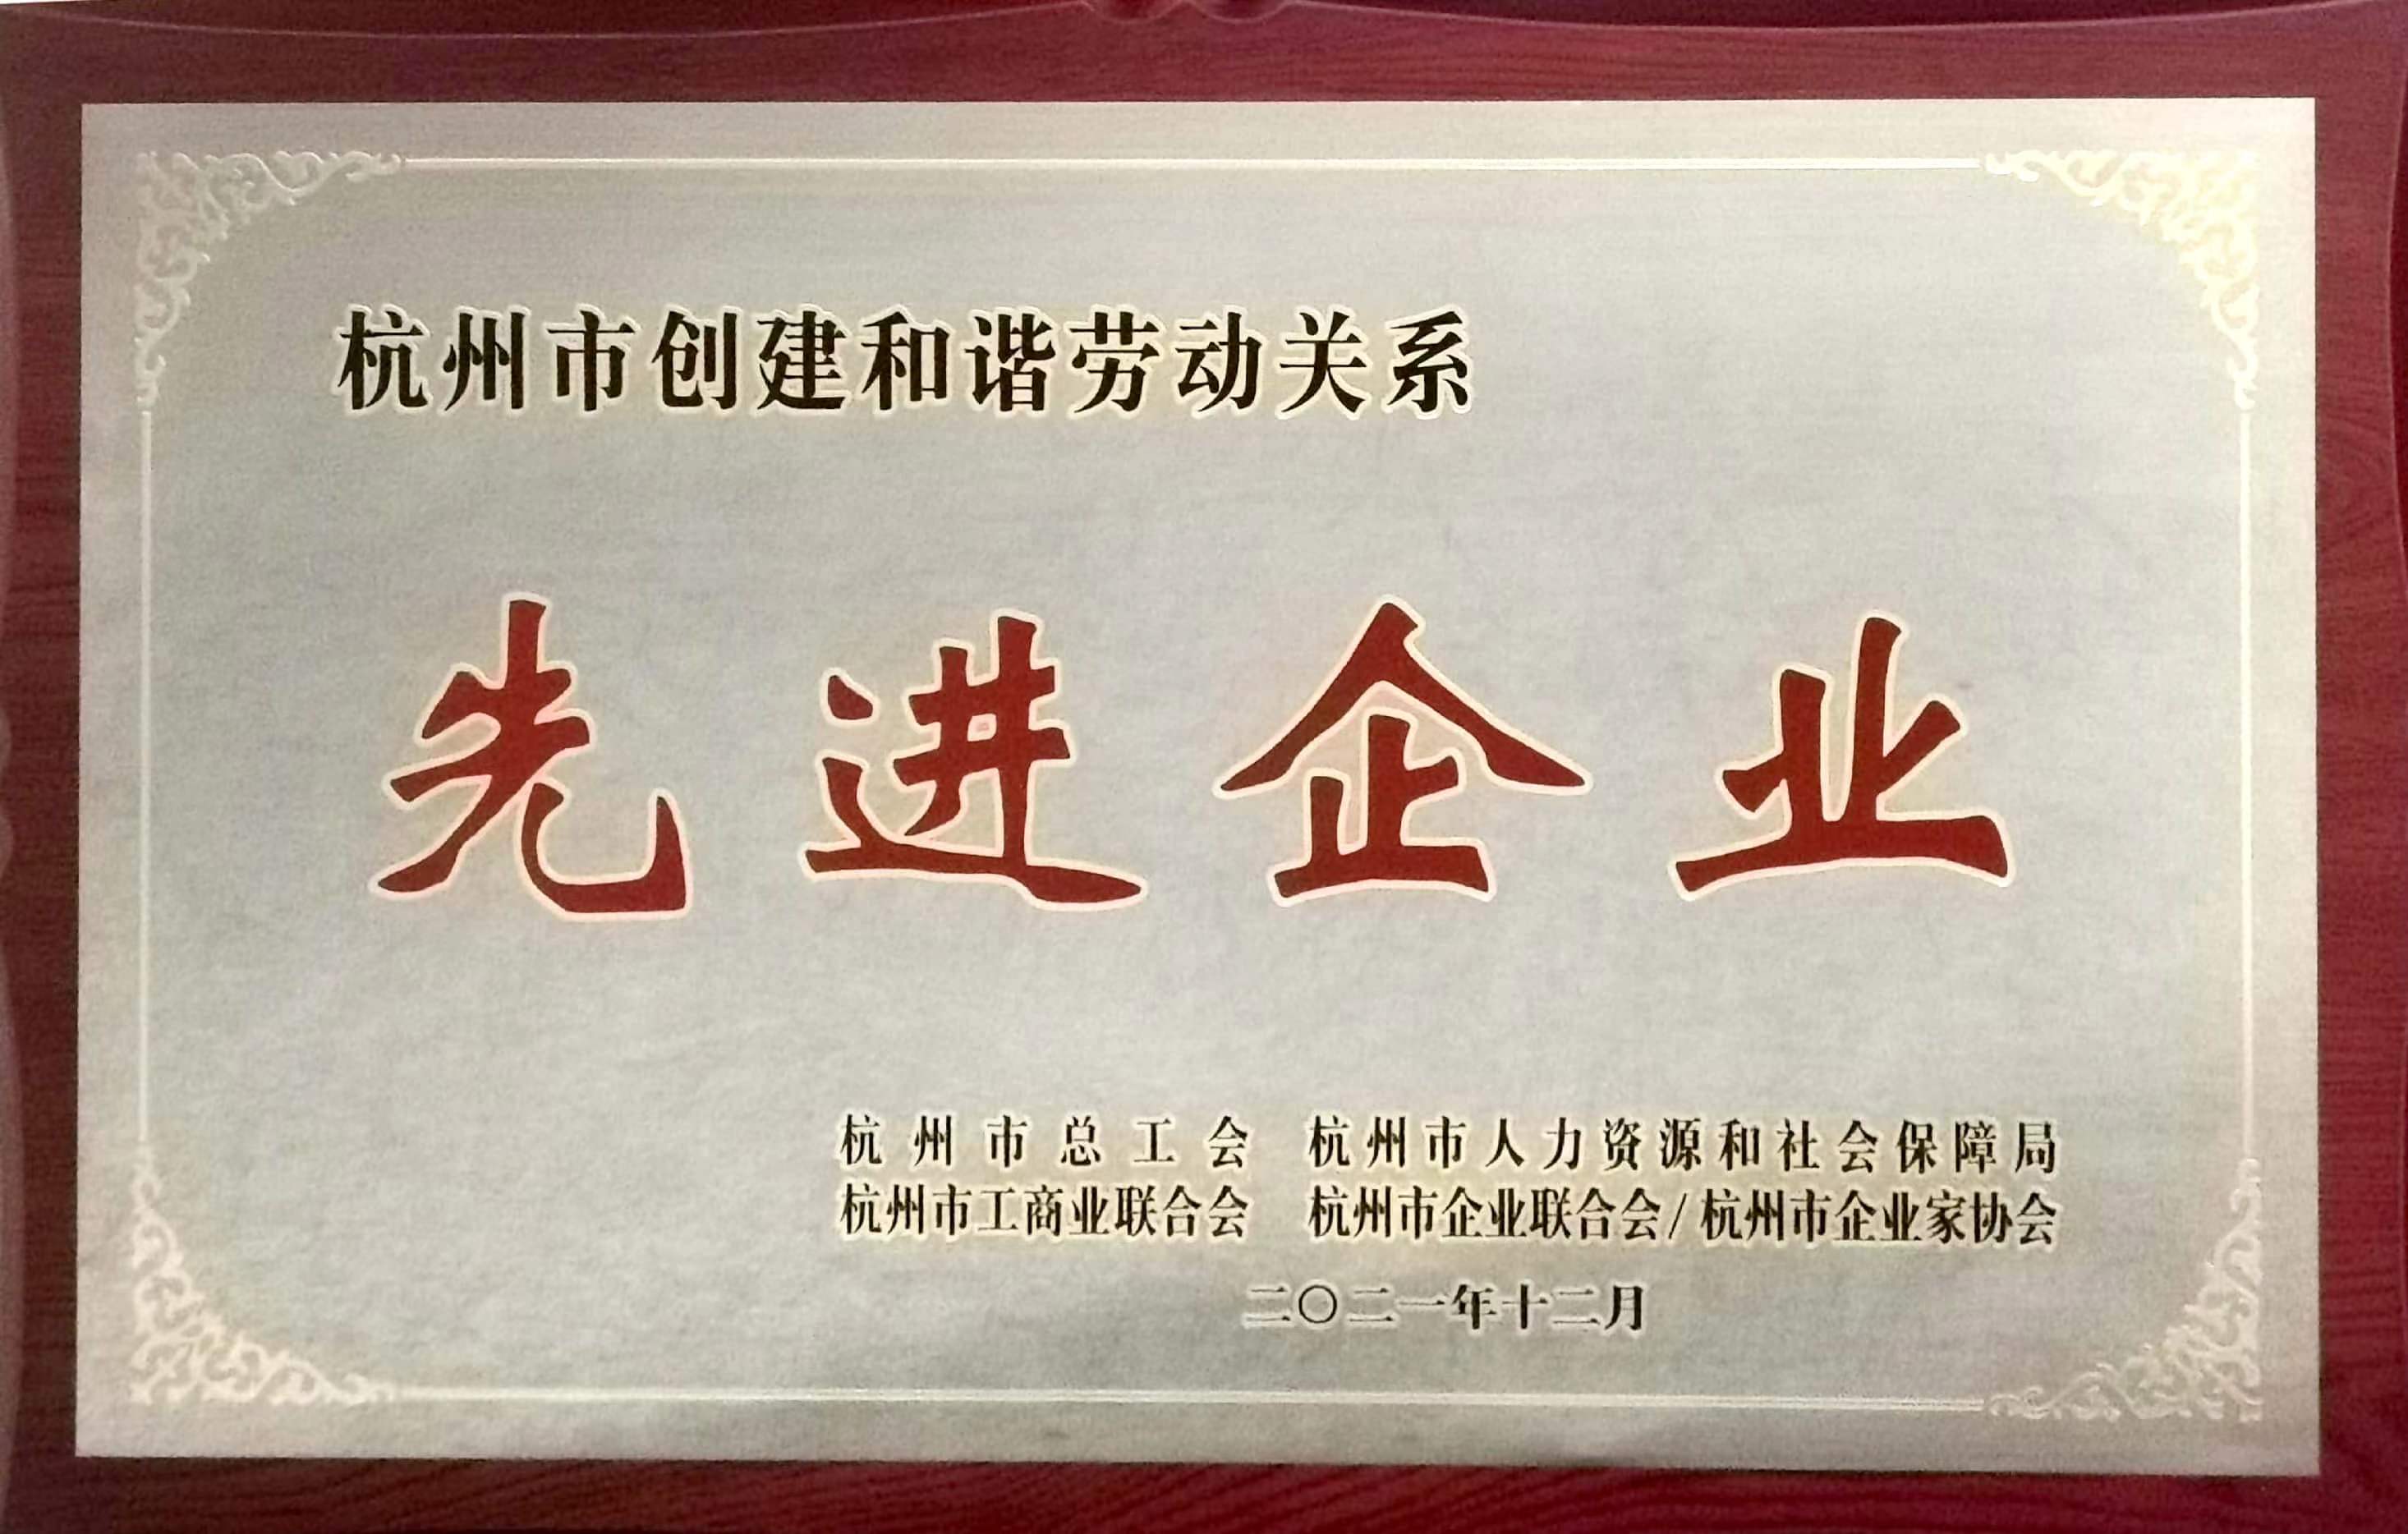 杭州市创建和谐劳动关系
先进企业
杭州市总工会 杭州市人力资源和社会保障局
杭州市工商业联合会 杭州市企业联合会/杭州市企业家协会
二〇二一年十二月